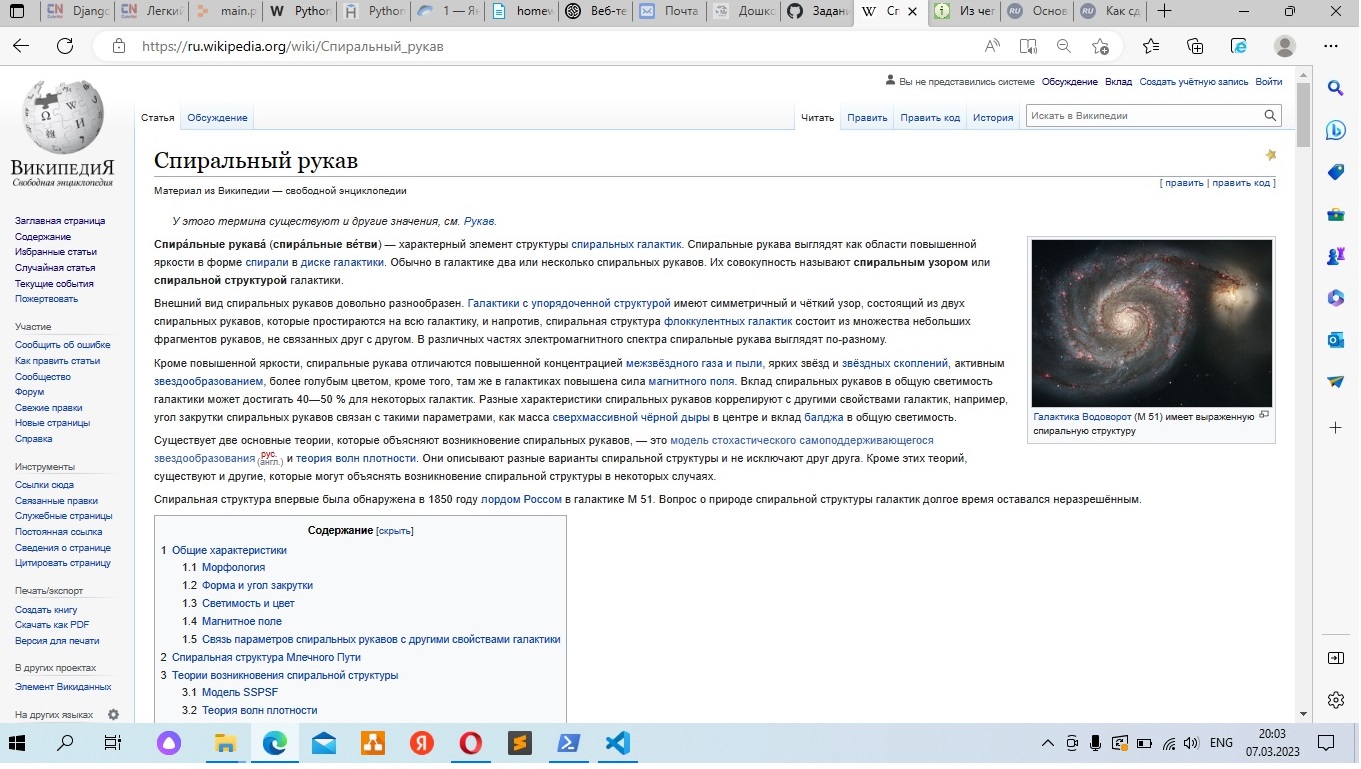 Django
Легкий
main.p
Python
Python
1 — Ян
homew
Веб-те
Почта
Дошко
Задани
Сп
Из чег
Основ
Как сд
https://ru.wikipedia.org/wiki/Спиральный_рукав
Вы не представились системе Обсуждение Вклад Создать учётную запись Войти
Статья Обсуждение Читать Править Править код История Искать в Википедии
ВикипедиЯ
Свободная энциклопедия
Заглавная страница
Содержание
Избранные статьи
Случайная статья
Текущие события
Пожертвовать
Участие
Сообщить об ошибке
Как править статьи
Сообщество
Форум
Свежие правки
Новые страницы
Справка
Инструменты
Ссылки сюда
Связанные правки
Служебные страницы
Постоянная ссылка
Сведения о странице
Цитировать страницу
Печать/экспорт
Создать книгу
Скачать как PDF
Версия для печати
В других проектах
Элемент Викиданных
На других языках
Спиральный рукав
Материал из Википедии — свободной энциклопедии
[ править | править код ]
У этого термина существуют и другие значения, см. Рукав.
Спира́льные рукава́ (спира́льные ве́тви) — характерный элемент структуры спиральных галактик. Спиральные рукава выглядят как области повышенной
яркости в форме спирали в диске галактики. Обычно в галактике два или несколько спиральных рукавов. Их совокупность называют спиральным узором или
спиральной структурой галактики.
Внешний вид спиральных рукавов довольно разнообразен. Галактики с упорядоченной структурой имеют симметричный и чёткий узор, состоящий из двух
спиральных рукавов, которые простираются на всю галактику, и напротив, спиральная структура флоккулентных галактик состоит из множества небольших
фрагментов рукавов, не связанных друг с другом. В различных частях электромагнитного спектра спиральные рукава выглядят по-разному.
Кроме повышенной яркости, спиральные рукава отличаются повышенной концентрацией межзвёздного газа и пыли, ярких звёзд и звёздных скоплений, активным
звездообразованием, более голубым цветом, кроме того, там же в галактиках повышена сила магнитного поля. Вклад спиральных рукавов в общую светимость
галактики может достигать 40—50 % для некоторых галактик. Разные характеристики спиральных рукавов коррелируют с другими свойствами галактик, например,
угол закрутки спиральных рукавов связан с такими параметрами, как масса сверхмассивной чёрной дыры в центре и вклад балджа в общую светимость.
Существует две основные теории, которые объясняют возникновение спиральных рукавов, — это модель стохастического самоподдерживающегося
звездообразования рус. (англ.) и теория волн плотности. Они описывают разные варианты спиральной структуры и не исключают друг друга. Кроме этих теорий,
существуют и другие, которые могут объяснять возникновение спиральной структуры в некоторых случаях.
Спиральная структура впервые была обнаружена в 1850 году лордом Россом в галактике M 51. Вопрос о природе спиральной структуры галактик долгое время оставался неразрешённым.
Галактика Водоворот (M 51) имеет выраженную
спиральную структуру
Содержание [скрыть]
1 Общие характеристики
1.1 Морфология
1.2 Форма и угол закрутки
1.3 Светимость и цвет
1.4 Магнитное поле
1.5 Связь параметров спиральных рукавов с другими свойствами галактики
2 Спиральная структура Млечного Пути
3 Теории возникновения спиральной структуры
3.1 Модель SSPSF
3.2 Теория волн плотности
ENG
20:03
07.03.2023